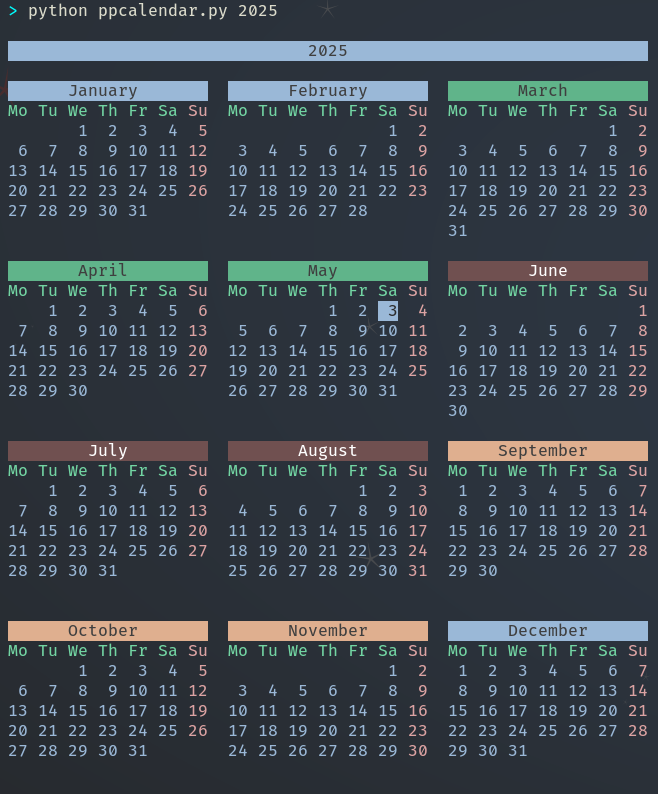 > python ppcalendar.py 2025
2025
January February March
Mo Tu We Th Fr Sa Su Mo Tu We Th Fr Sa Su Mo Tu We Th Fr Sa Su
1 2 3 4 5 1 2 1 2
6 7 8 9 10 11 12 3 4 5 6 7 8 9 3 4 5 6 7 8 9
13 14 15 16 17 18 19 10 11 12 13 14 15 16 10 11 12 13 14 15 16
20 21 22 23 24 25 26 17 18 19 20 21 22 23 17 18 19 20 21 22 23
27 28 29 30 31 24 25 26 27 28 24 25 26 27 28 29 30
31
April May June
Mo Tu We Th Fr Sa Su Mo Tu We Th Fr Sa Su Mo Tu We Th Fr Sa Su
1 2 3 4 5 6 1 2 3 4 1
7 8 9 10 11 12 13 5 6 7 8 9 10 11 2 3 4 5 6 7 8
14 15 16 17 18 19 20 12 13 14 15 16 17 18 9 10 11 12 13 14 15
21 22 23 24 25 26 27 19 20 21 22 23 24 25 16 17 18 19 20 21 22
28 29 30 26 27 28 29 30 31 23 24 25 26 27 28 29
30
July August September
Mo Tu We Th Fr Sa Su Mo Tu We Th Fr Sa Su Mo Tu We Th Fr Sa Su
1 2 3 4 5 6 1 2 3 1 2 3 4 5 6 7
7 8 9 10 11 12 13 4 5 6 7 8 9 10 8 9 10 11 12 13 14
14 15 16 17 18 19 20 11 12 13 14 15 16 17 15 16 17 18 19 20 21
21 22 23 24 25 26 27 18 19 20 21 22 23 24 22 23 24 25 26 27 28
28 29 30 31 25 26 27 28 29 30 31 29 30
October November December
Mo Tu We Th Fr Sa Su Mo Tu We Th Fr Sa Su Mo Tu We Th Fr Sa Su
1 2 3 4 5 1 2 1 2 3 4 5 6 7
6 7 8 9 10 11 12 3 4 5 6 7 8 9 8 9 10 11 12 13 14
13 14 15 16 17 18 19 10 11 12 13 14 15 16 15 16 17 18 19 20 21
20 21 22 23 24 25 26 17 18 19 20 21 22 23 22 23 24 25 26 27 28
27 28 29 30 31 24 25 26 27 28 29 30 29 30 31